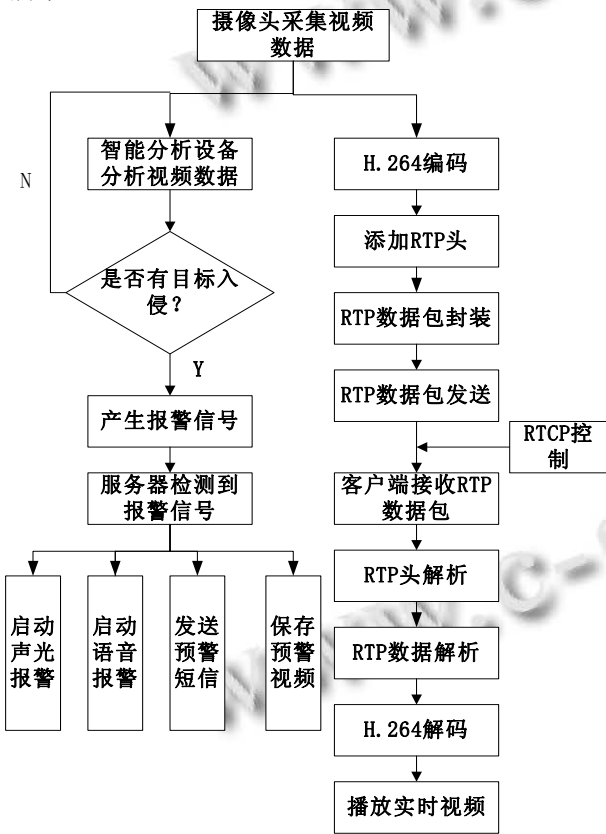 摄像头采集视频
数据
智能分析设备
分析视频数据
N
是否有目标入
侵？
Y
产生报警信号
服务器检测到
报警信号
启动
声光
报警
启动
语音
报警
发送
预警
短信
保存
预警
视频
H.264编码
添加RTP头
RTP数据包封装
RTP数据包发送
RTCP控
制
客户端接收RTP
数据包
RTP头解析
RTP数据解析
H.264解码
播放实时视频